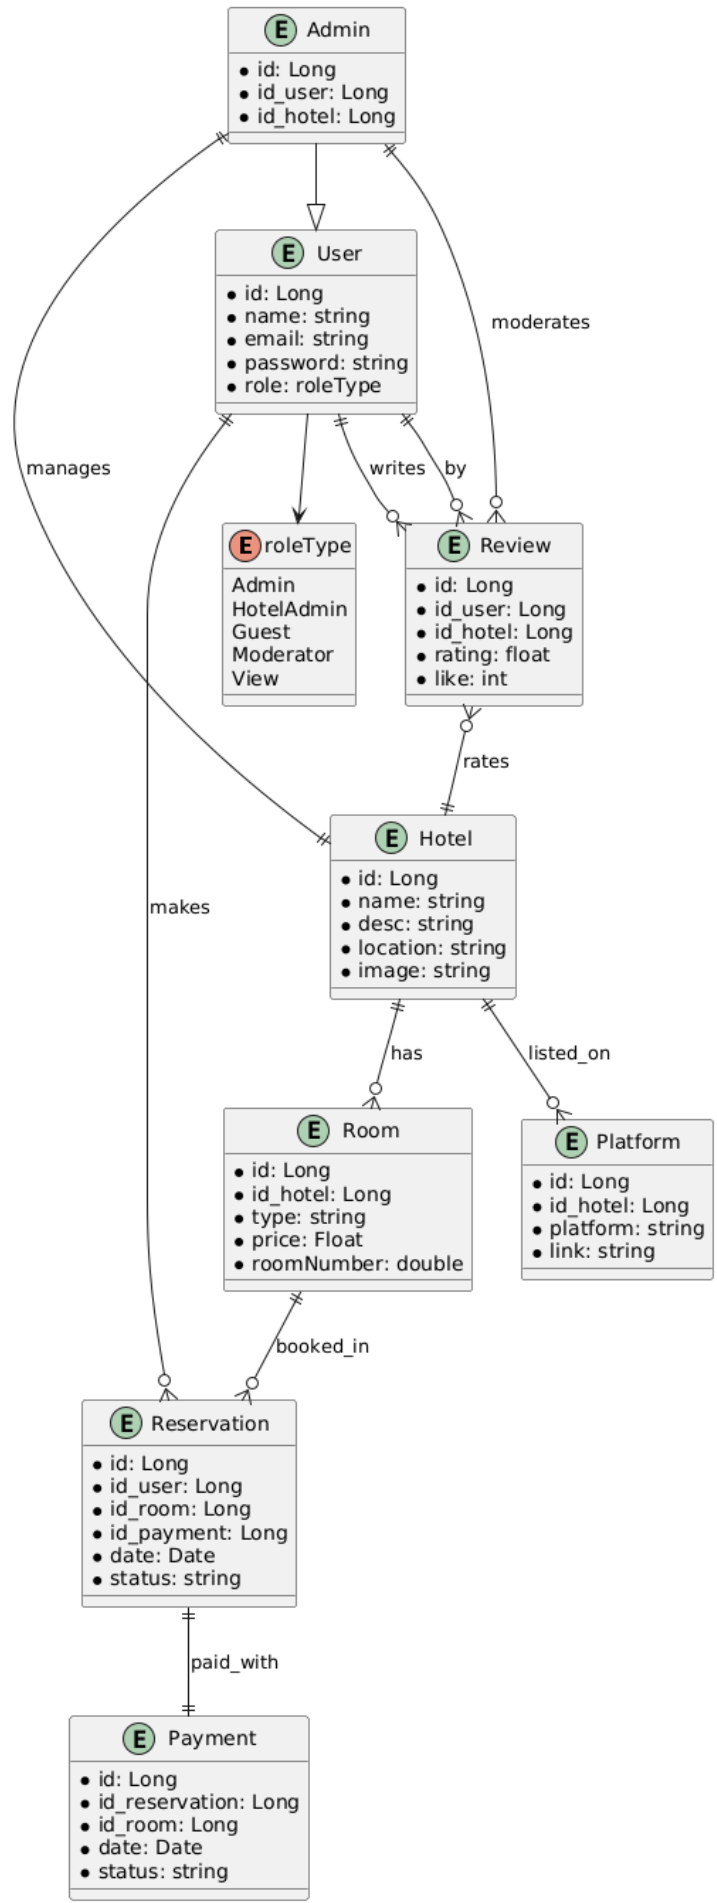 E Admin
id: Long
id_user: Long
id_hotel: Long
E User
id: Long
name: string
email: string
password: string
role: roleType
moderates
manages
writes
by
E roleType
Admin
HotelAdmin
Guest
Moderator
View
E Review
id: Long
id_user: Long
id_hotel: Long
rating: float
like: int
rates
E Hotel
id: Long
name: string
desc: string
location: string
image: string
makes
has
listed_on
E Room
id: Long
id_hotel: Long
type: string
price: Float
roomNumber: double
E Platform
id: Long
id_hotel: Long
platform: string
link: string
booked_in
E Reservation
id: Long
id_user: Long
id_room: Long
id_payment: Long
date: Date
status: string
paid_with
E Payment
id: Long
id_reservation: Long
id_room: Long
date: Date
status: string